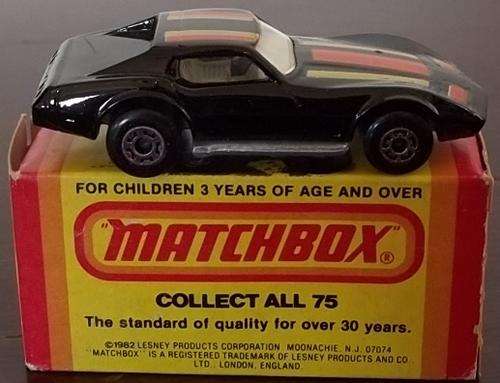 FOR CHILDREN 3 YEARS OF AGE AND OVER
"MATCHBOX"®
COLLECT ALL 75
The standard of quality for over 30 years.
©1982 LESNEY PRODUCTS CORPORATION. MOONACHIE, N.J. 07074
"MATCHBOX" IS A REGISTERED TRADEMARK OF LESNEY PRODUCTS AND CO.
LTD., LONDON, ENGLAND